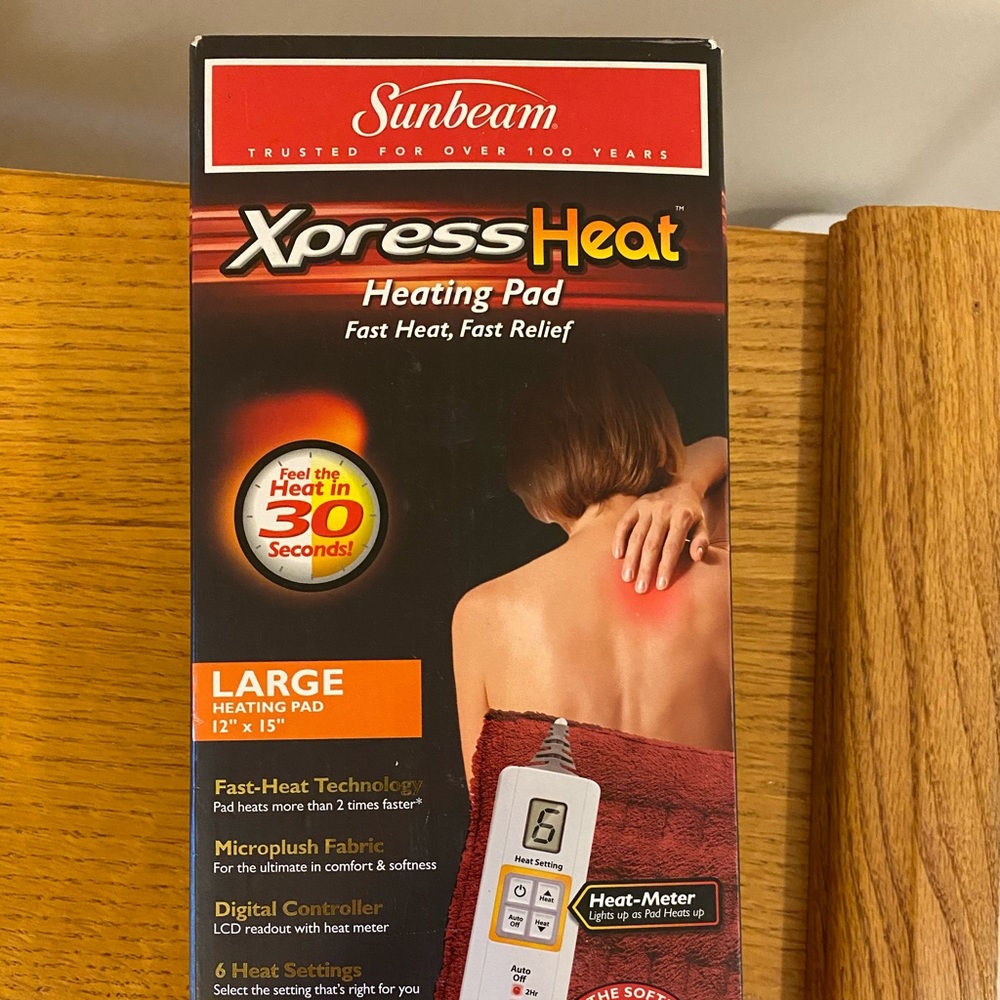 Sunbeam
TRUSTED FOR OVER 100 YEARS
XpressHeat™
Heating Pad
Fast Heat, Fast Relief
Feel the
Heat in
30
Seconds!
LARGE
HEATING PAD
12" x 15"
Fast-Heat Technology
Pad heats more than 2 times faster*
Microplush Fabric
For the ultimate in comfort & softness
Digital Controller
LCD readout with heat meter
6 Heat Settings
Select the setting that's right for you
6
Heat Setting
Heat
Auto
Off
Heat
Auto
Off
2Hr
Heat-Meter
Lights up as Pad Heats up
THE